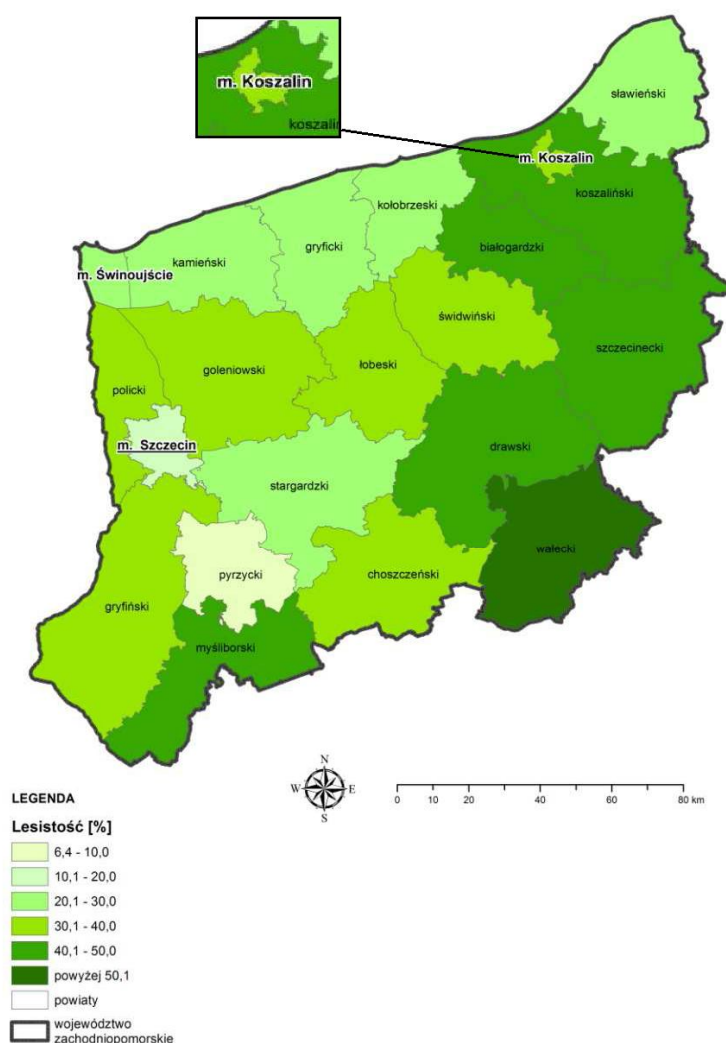 m. Koszalin
koszalin
sławieński
m. Koszalin
koszaliński
kołobrzeski
białogardzki
gryficki
kamieński
m. Świnoujście
świdwiński
szczecinecki
goleniowski
łobeski
policki
m. Szczecin
drawski
stargardzki
wałecki
pyrzycki
choszczeński
gryfiński
myśliborski
N
W E
S
0 10 20 40 60 80 km
LEGENDA
Lesistość [%]
6,4 - 10,0
10,1 - 20,0
20,1 - 30,0
30,1 - 40,0
40,1 - 50,0
powyżej 50,1
powiaty
województwo
zachodniopomorskie